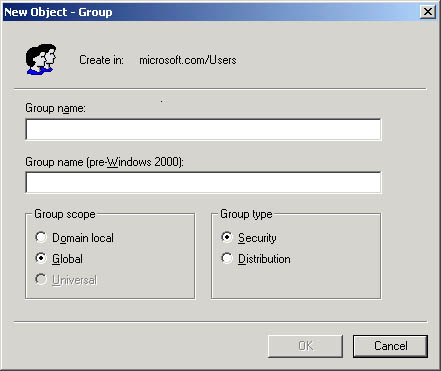 New Object - Group
Create in: microsoft.com/Users
Group name:
Group name (pre-Windows 2000):
Group scope
Domain local
Global
Universal
Group type
Security
Distribution
OK
Cancel